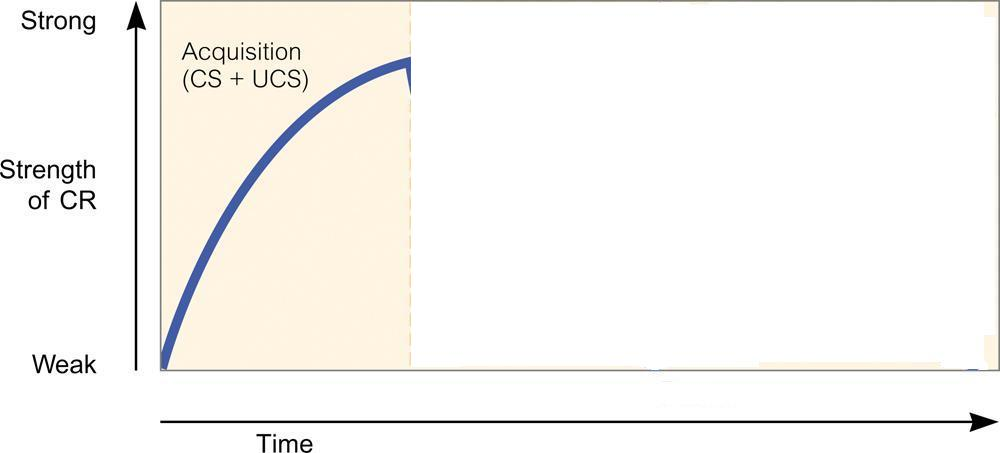 Strong
Acquisition
(CS + UCS)
Strength
of CR
Weak
Time